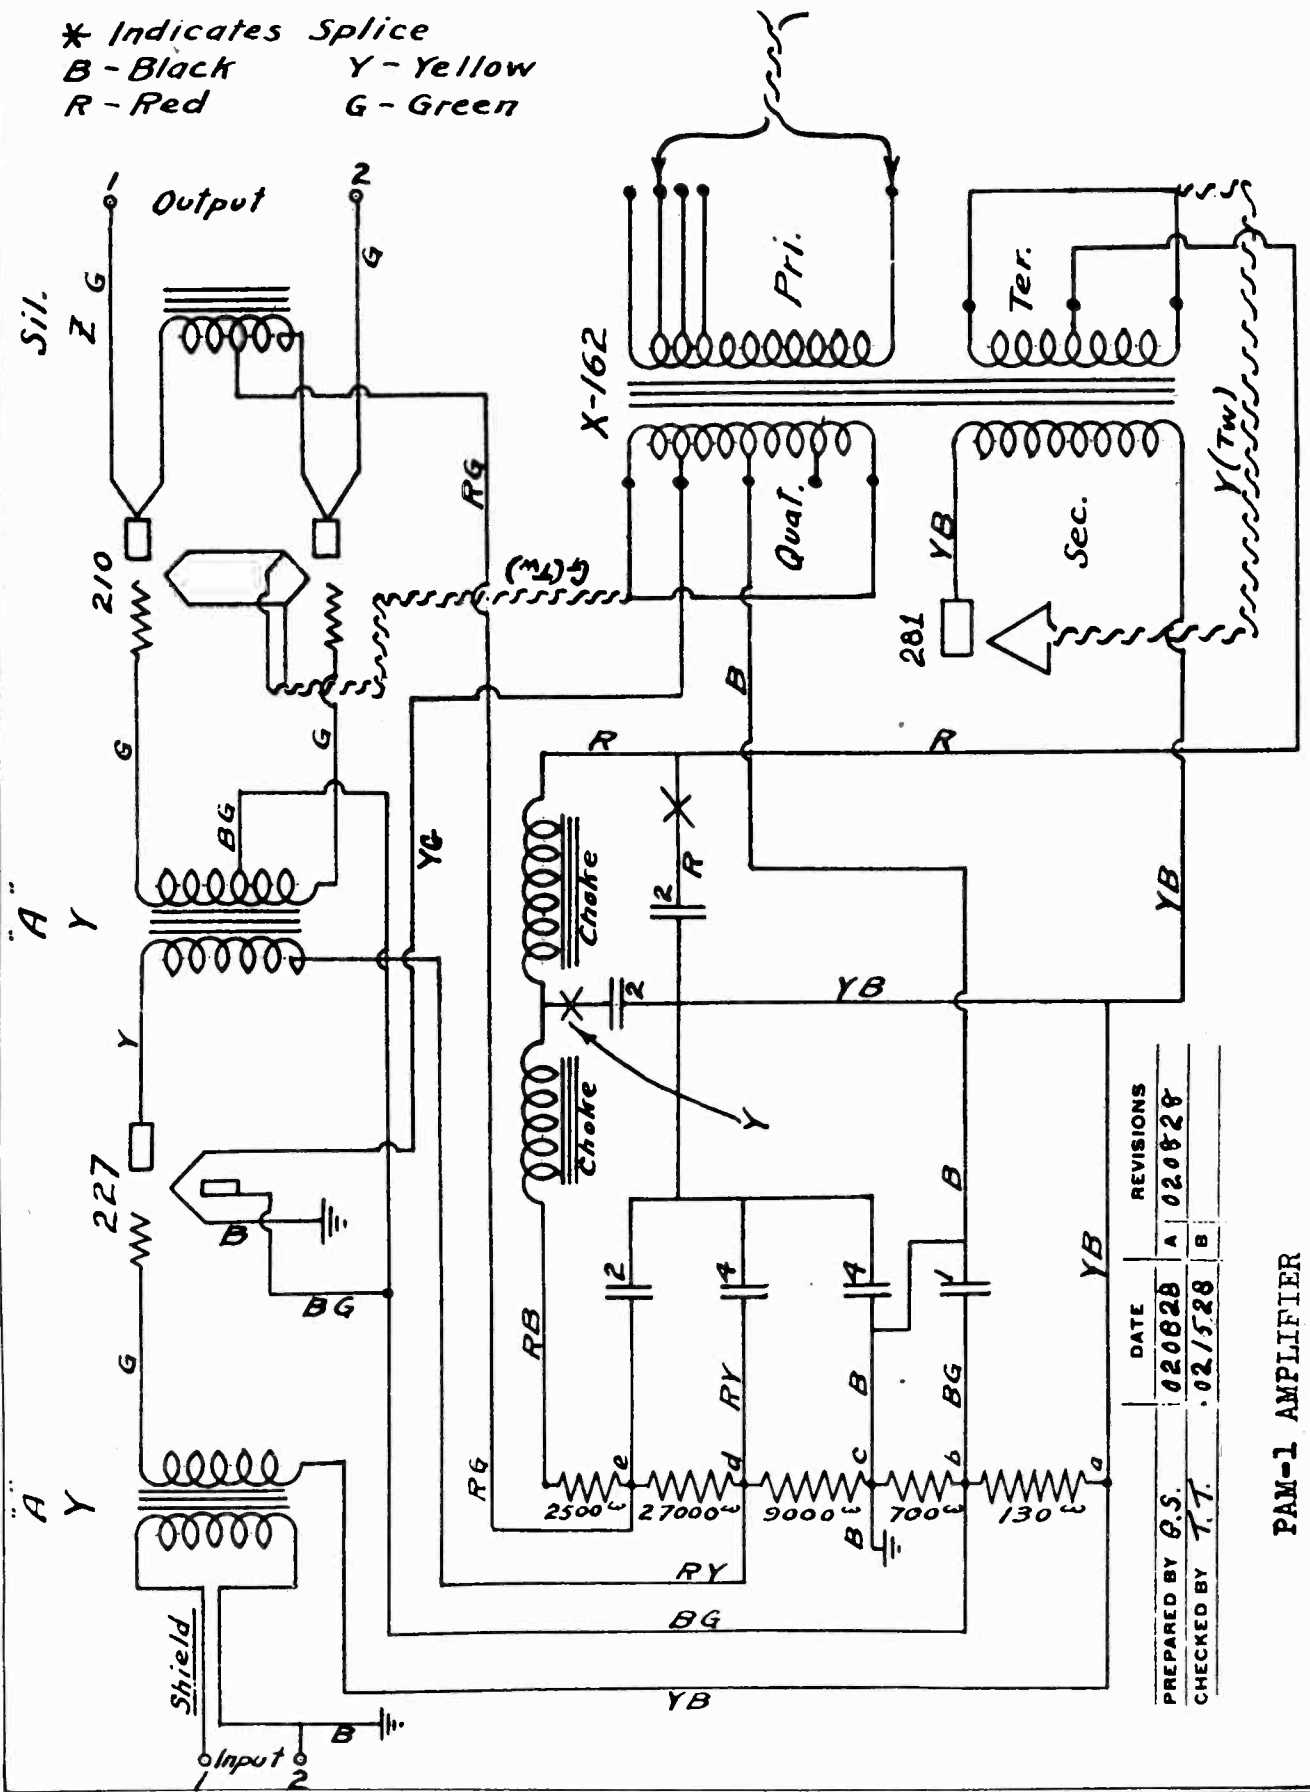 * Indicates Splice
B - Black Y - Yellow
R - Red G - Green
1 Output 2
G
G
Sil.
Z
RG
210
G
G
BG
Ä
Y
Y
YG
227
B
BG
G
Ä
Y
Shield
Input
1
2
B
X-162
Pri.
Ter.
Quat.
Sec.
G(TW)
Y(TW)
YB
281
B
R
R
Choke
R
2
YB
2
YB
Choke
Y
B
YB
RB
2
4
4
1
RY
B
BG
RG
e
d
c
b
a
2500ω
27000ω
9000ω
700ω
130ω
B
RY
BG
YB
DATE REVISIONS
PREPARED BY G.S. 020828 A 020828
CHECKED BY T.T. 021528 B
PAM-1 AMPLIFIER